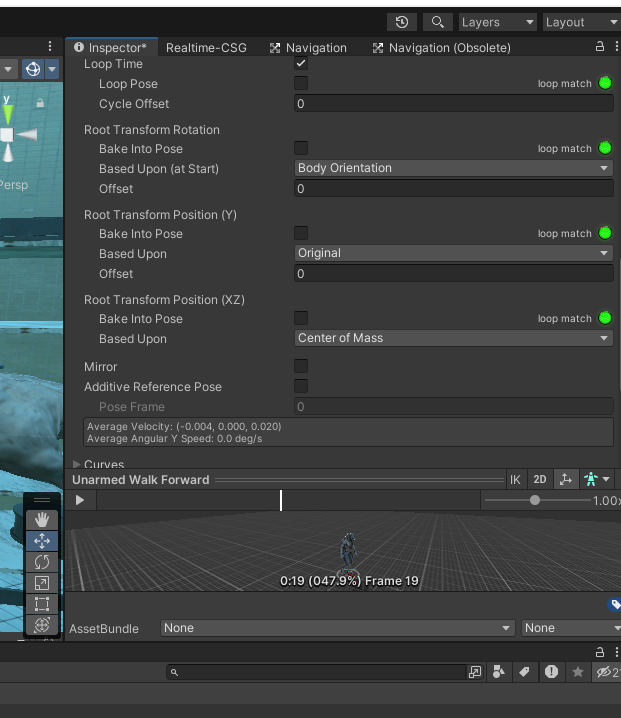 Layers Layout
Inspector* Realtime-CSG Navigation Navigation (Obsolete)
Loop Time
Loop Pose loop match
Cycle Offset 0
Root Transform Rotation
Bake Into Pose loop match
Based Upon (at Start) Body Orientation
Offset 0
Root Transform Position (Y)
Bake Into Pose loop match
Based Upon Original
Offset 0
Root Transform Position (XZ)
Bake Into Pose loop match
Based Upon Center of Mass
Mirror
Additive Reference Pose
Pose Frame 0
Average Velocity: (-0.004, 0.000, 0.020)
Average Angular Y Speed: 0.0 deg/s
Curves
Unarmed Walk Forward IK 2D
1.00x
0:19 (047.9%) Frame 19
AssetBundle None None
y
Persp